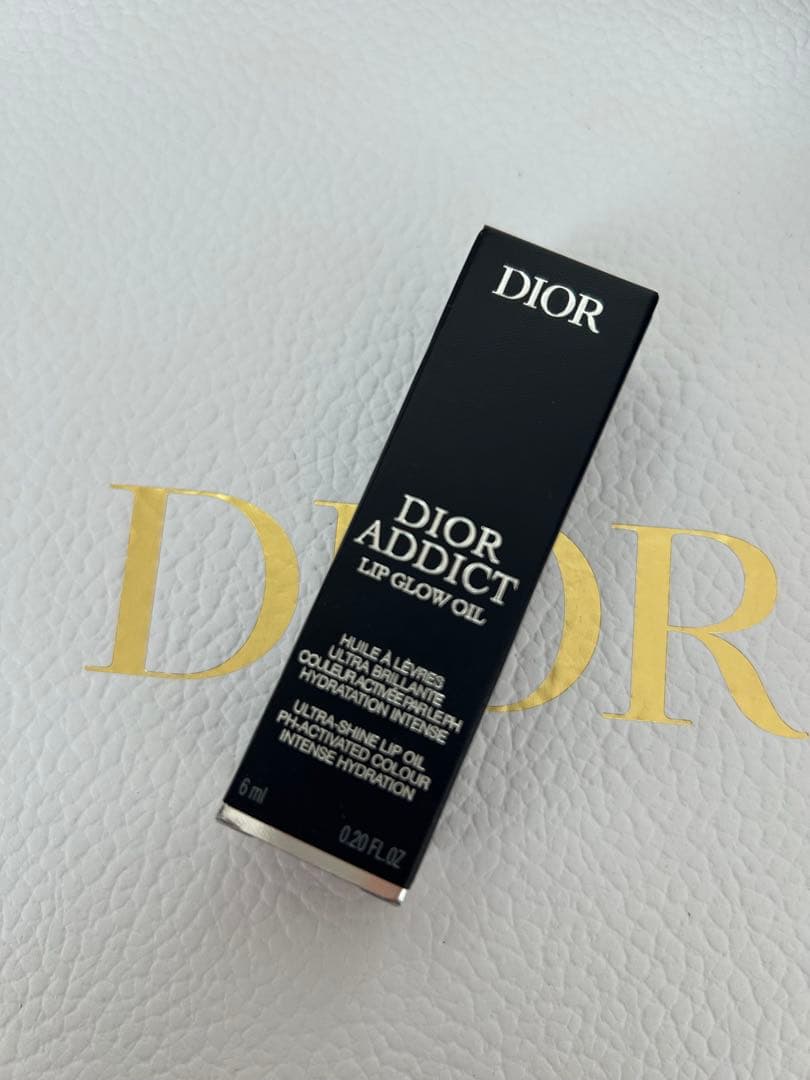 DIOR
DIOR
ADDICT
LIP GLOW OIL
HUILE À LÈVRES
ULTRA BRILLANTE
COULEUR ACTIVÉE PAR LE PH
HYDRATATION INTENSE
ULTRA-SHINE LIP OIL
PH-ACTIVATED COLOUR
INTENSE HYDRATION
6 ml
0.20 FL.OZ
DIOR